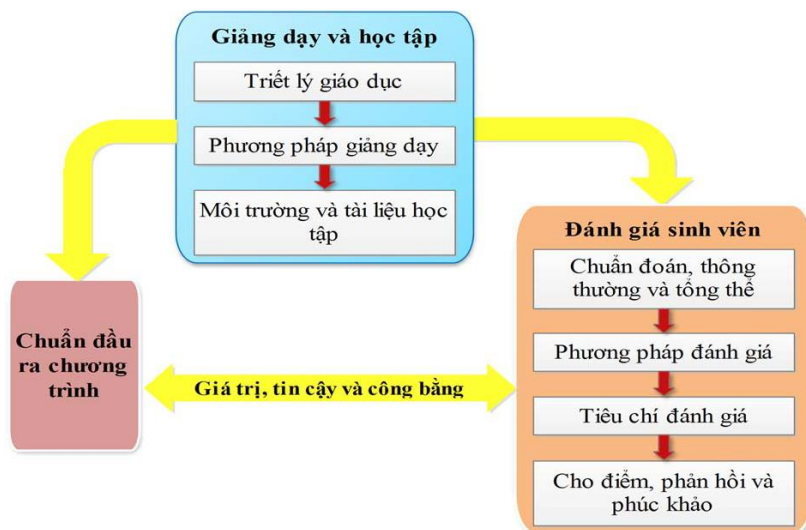 Giảng dạy và học tập
Triết lý giáo dục
Phương pháp giảng dạy
Môi trường và tài liệu học
tập
Đánh giá sinh viên
Chuẩn đoán, thông
thường và tổng thể
Phương pháp đánh giá
Tiêu chí đánh giá
Cho điểm, phản hồi và
phúc khảo
Chuẩn đầu
ra chương
trình
Giá trị, tin cậy và công bằng